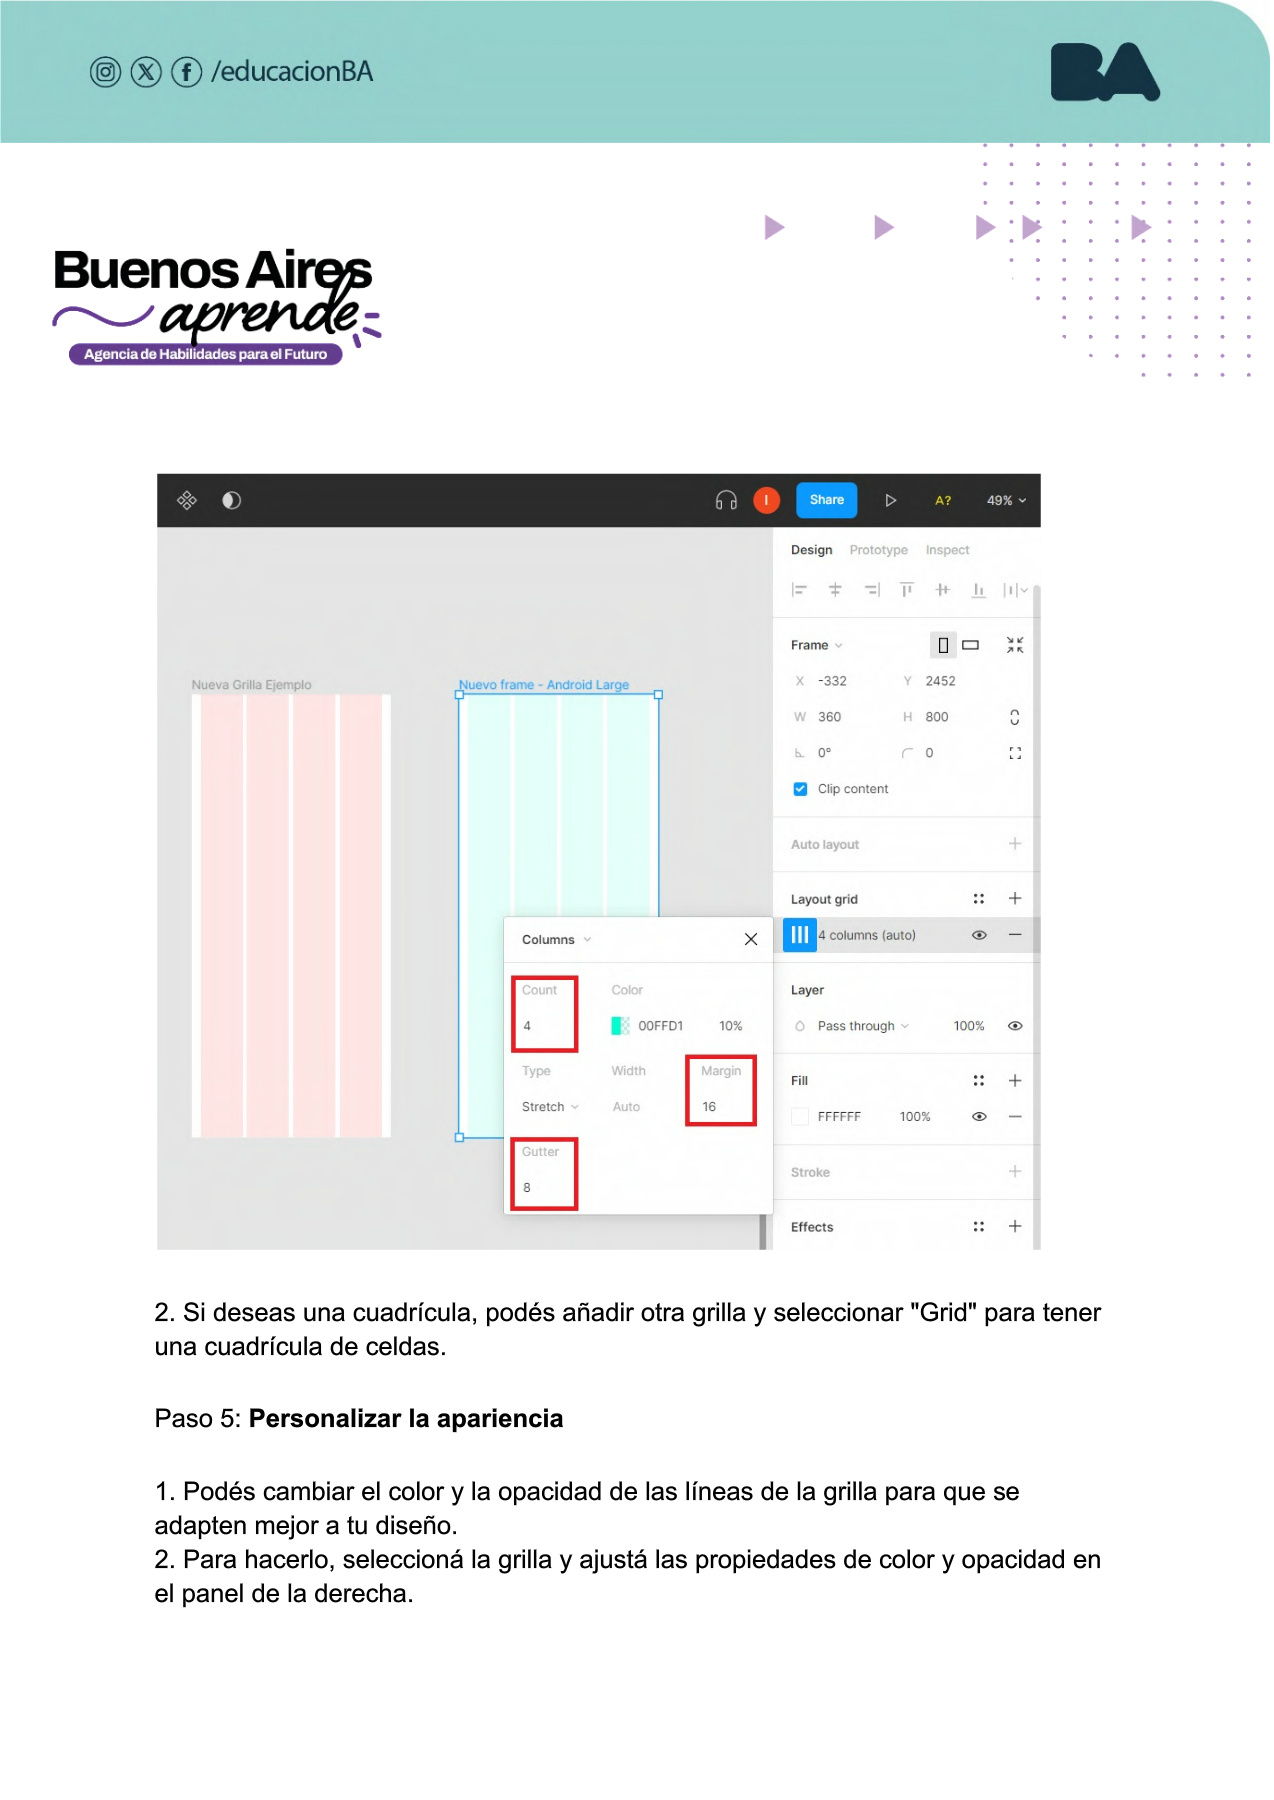 /educacionBA
BA
Buenos Aires
aprende
Agencia de Habilidades para el Futuro
Share
A?
49%
Design Prototype Inspect
Frame
X -332 Y 2452
W 360 H 800
0° 0
Clip content
Auto layout
Layout grid
4 columns (auto)
Layer
Pass through 100%
Fill
FFFFFF 100%
Stroke
Effects
Nueva Grilla Ejemplo
Nuevo frame - Android Large
Columns
Count Color
4 00FFD1 10%
Type Width Margin
Stretch Auto 16
Gutter
8
2. Si deseas una cuadrícula, podés añadir otra grilla y seleccionar "Grid" para tener
una cuadrícula de celdas.
Paso 5: Personalizar la apariencia
1. Podés cambiar el color y la opacidad de las líneas de la grilla para que se
adapten mejor a tu diseño.
2. Para hacerlo, seleccioná la grilla y ajustá las propiedades de color y opacidad en
el panel de la derecha.